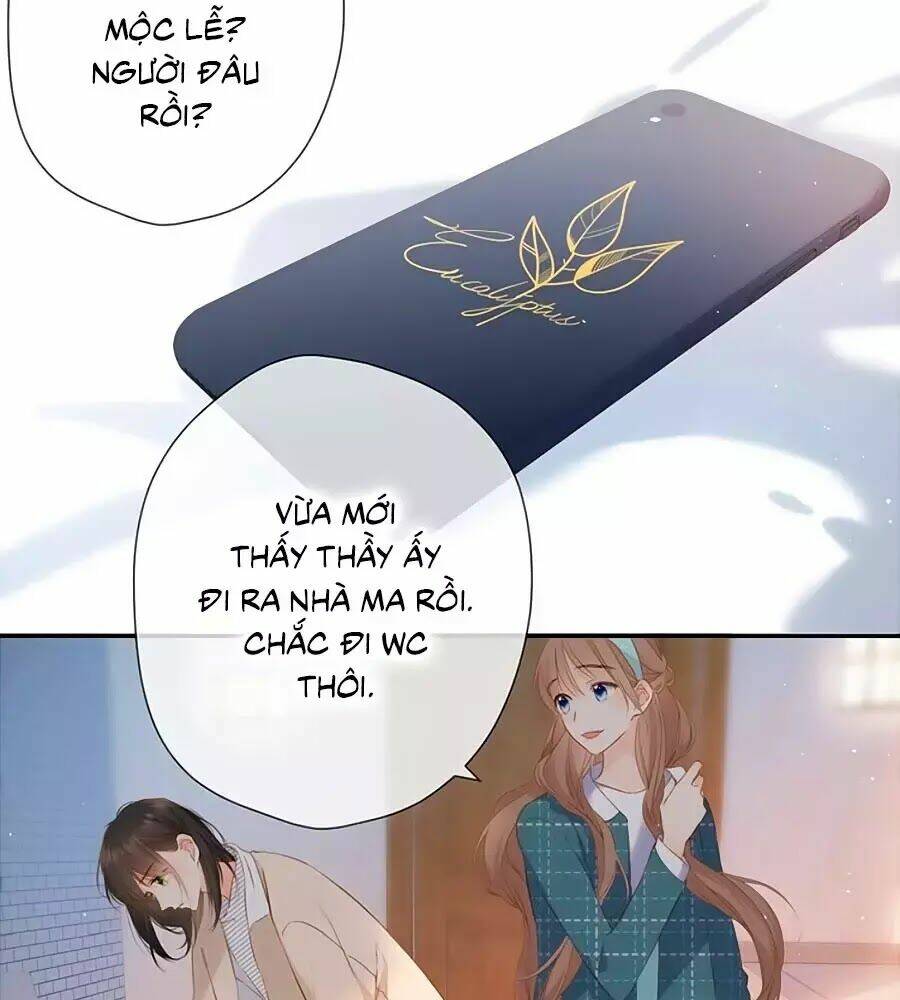 MỘC LỄ?
NGƯỜI ĐÂU
RỒI?
Eucalyptus
VỪA MỚI
THẤY THẦY ẤY
ĐI RA NHÀ MA RỒI.
CHẮC ĐI WC
THÔI.